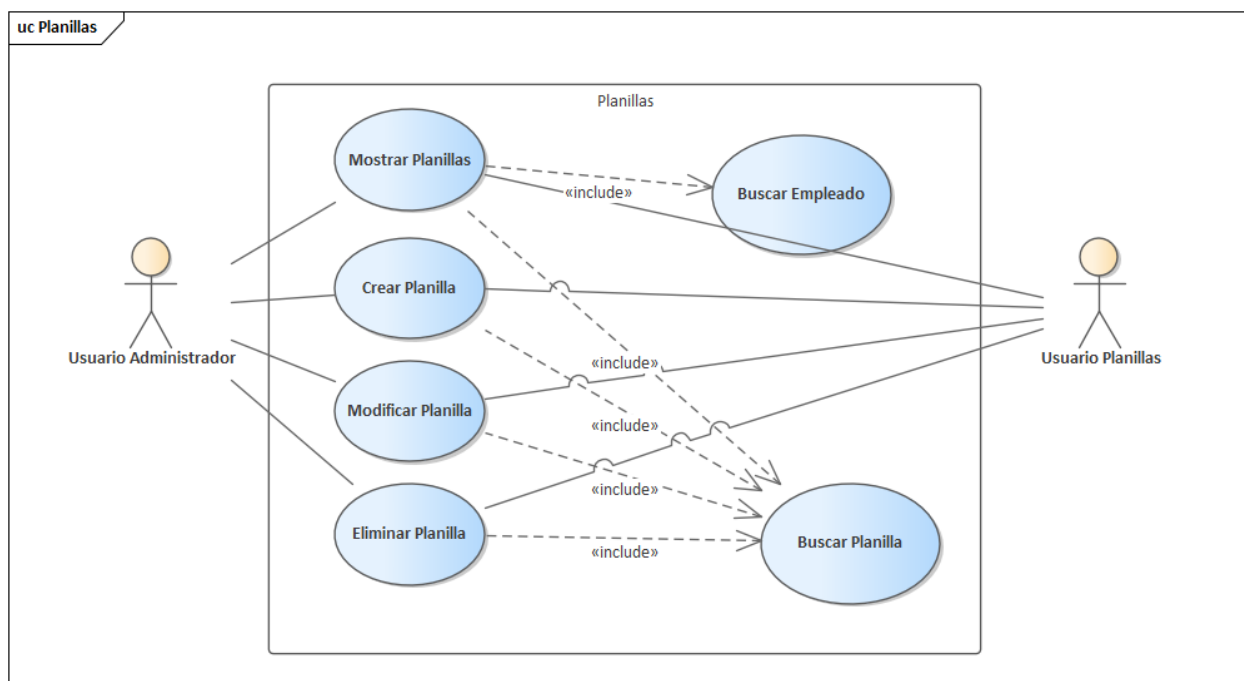 uc Planillas
Planillas
Mostrar Planillas
«include»
Buscar Empleado
Crear Planilla
Usuario Administrador
Usuario Planillas
«include»
Modificar Planilla
«include»
«include»
Eliminar Planilla
Buscar Planilla
«include»